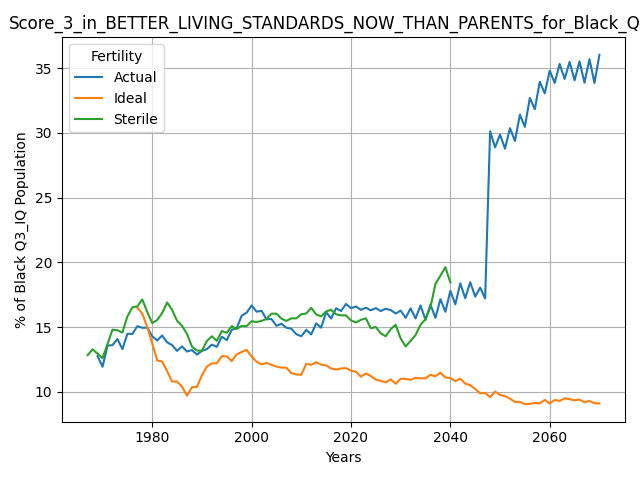 Score_3_in_BETTER_LIVING_STANDARDS_NOW_THAN_PARENTS_for_Black_Q
Fertility
Actual
Ideal
Sterile
% of Black Q3_IQ Population
35
30
25
20
15
10
1980
2000
2020
2040
2060
Years